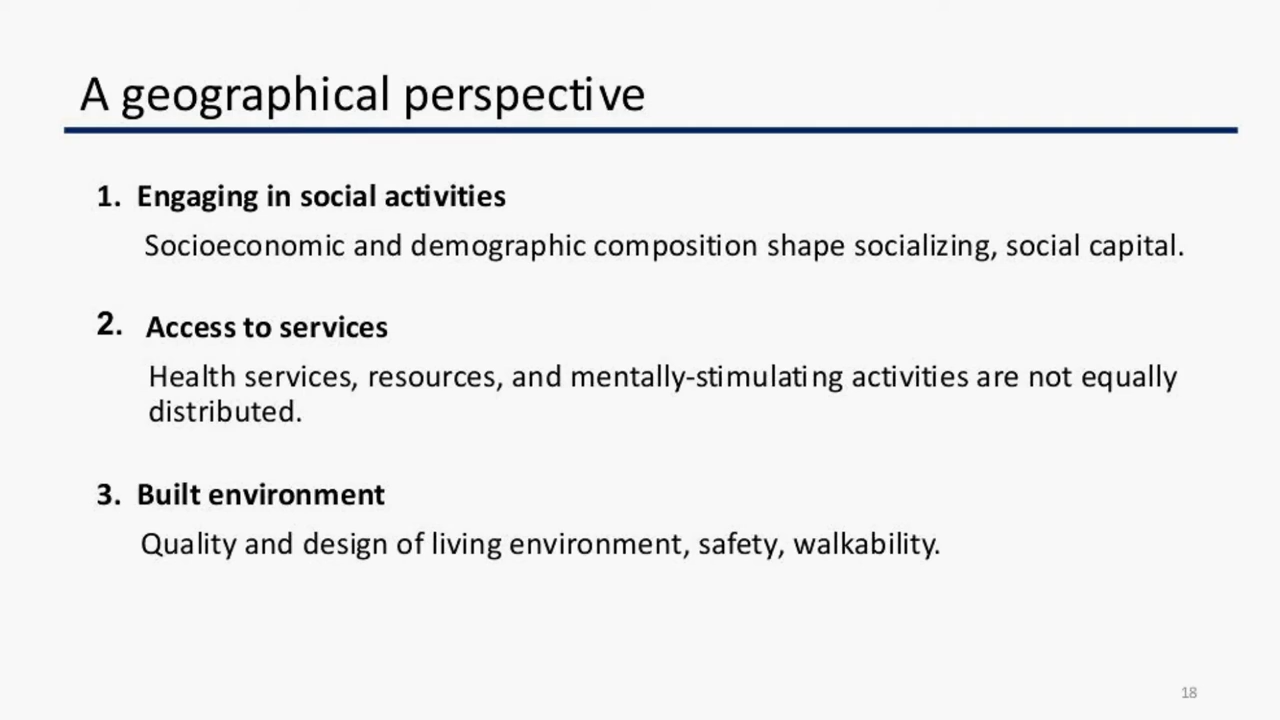 A geographical perspective
1. Engaging in social activities
Socioeconomic and demographic composition shape socializing, social capital.
2. Access to services
Health services, resources, and mentally-stimulating activities are not equally
distributed.
3. Built environment
Quality and design of living environment, safety, walkability.
18